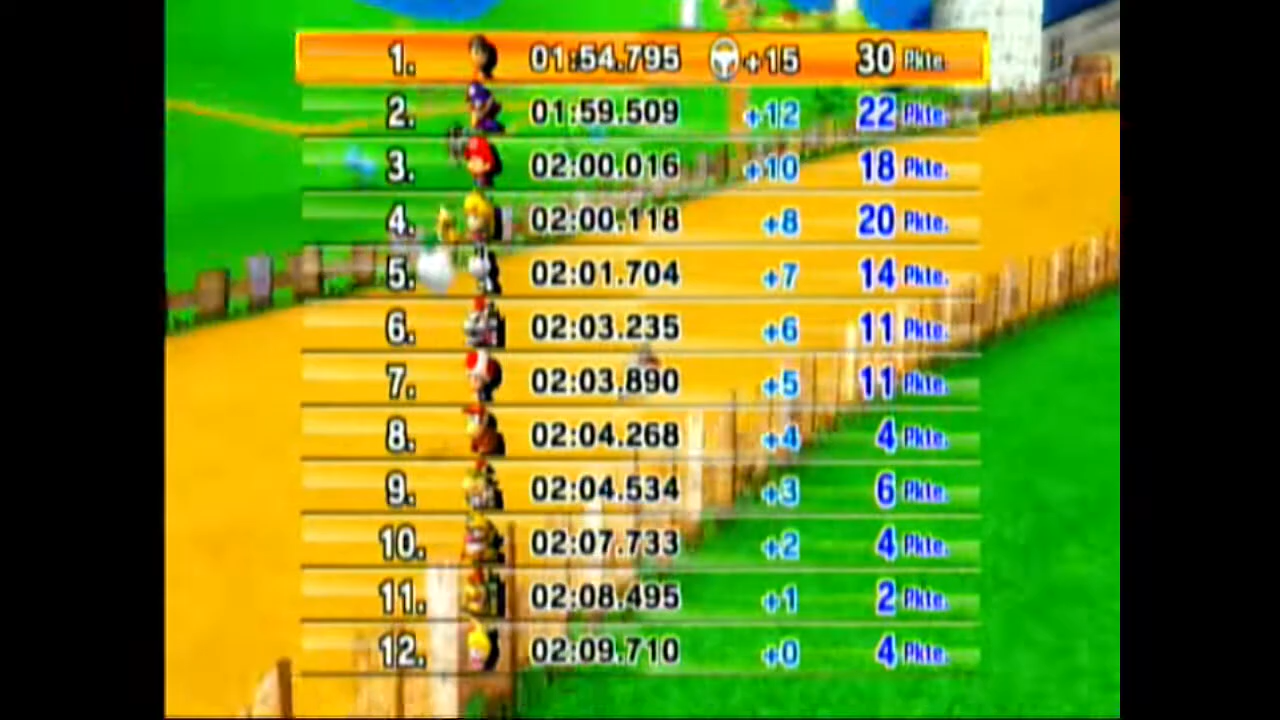 1. 01:54.795 +15 30 Pkte.
2. 01:59.509 +12 22 Pkte.
3. 02:00.016 +10 18 Pkte.
4. 02:00.118 +8 20 Pkte.
5. 02:01.704 +7 14 Pkte.
6. 02:03.235 +6 11 Pkte.
7. 02:03.890 +5 11 Pkte.
8. 02:04.268 +4 4 Pkte.
9. 02:04.534 +3 6 Pkte.
10. 02:07.733 +2 4 Pkte.
11. 02:08.495 +1 2 Pkte.
12. 02:09.710 +0 4 Pkte.